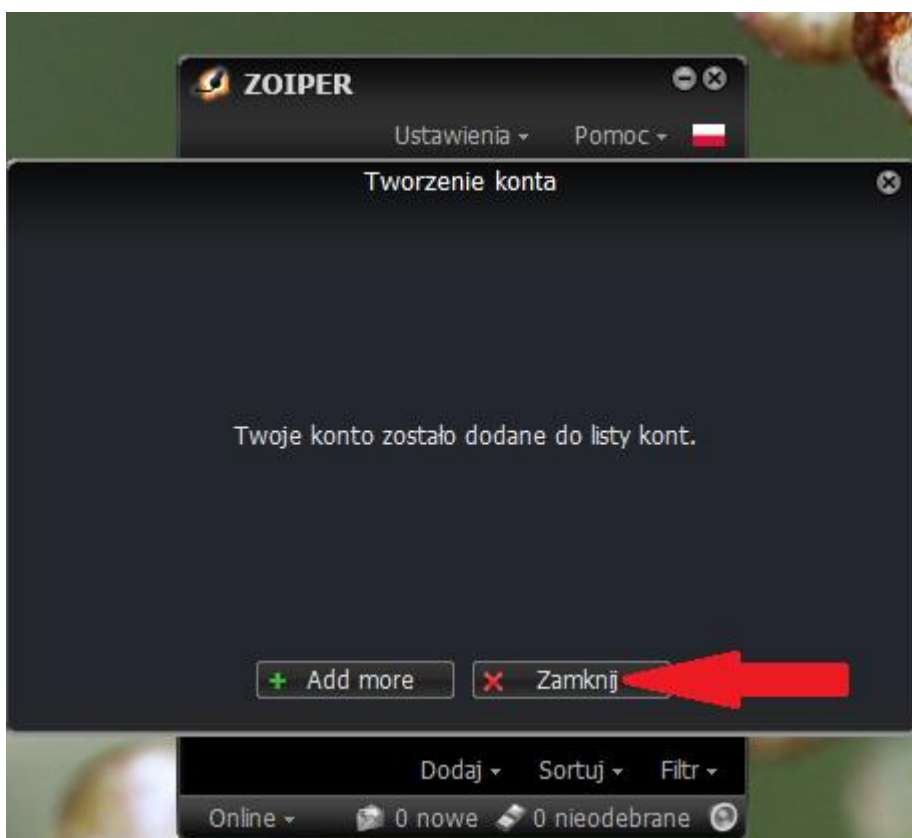 ZOIPER
Ustawienia Pomoc
Tworzenie konta
Twoje konto zostało dodane do listy kont.
Add more Zamknij
Dodaj Sortuj Filtr
Online 0 nowe 0 nieodebrane